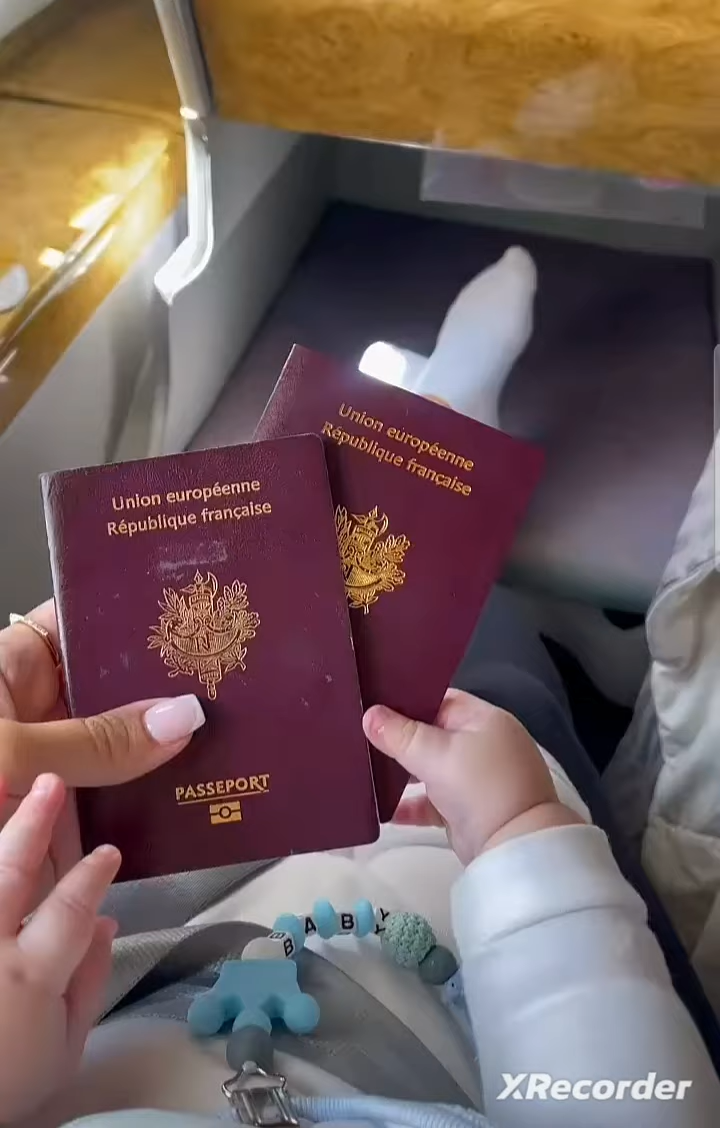 Union européenne
République française
PASSEPORT
Union européenne
République française
BABY
XRecorder